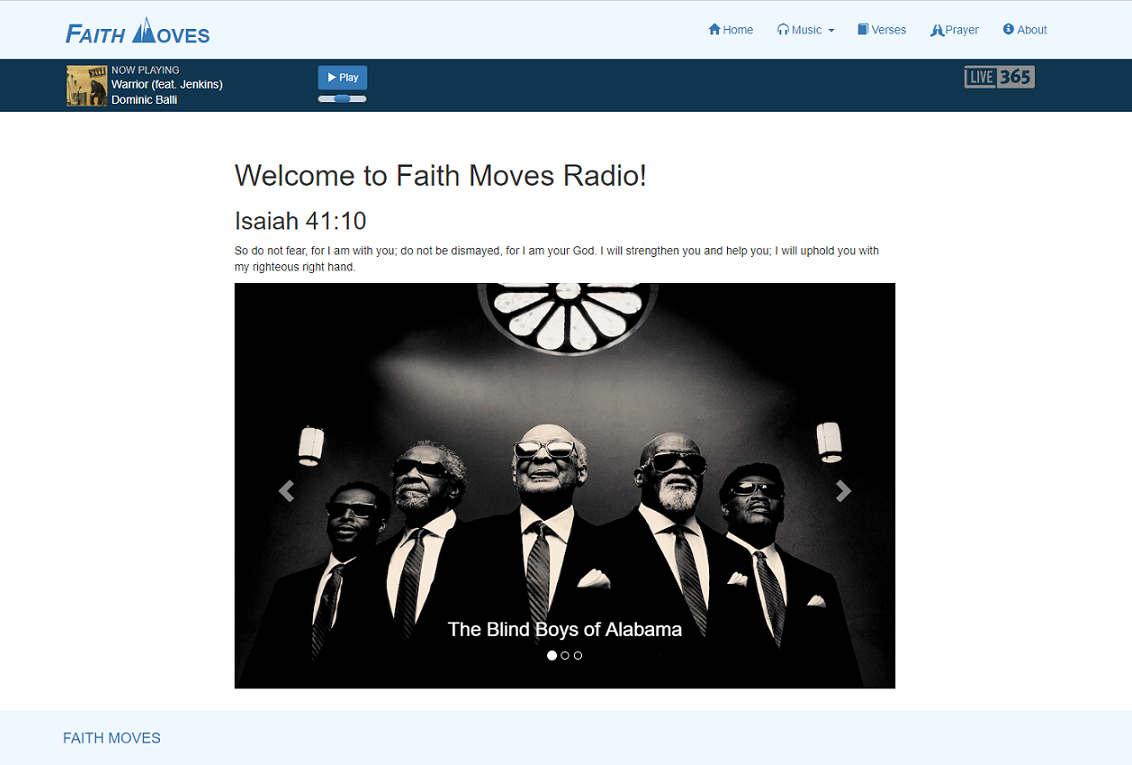 FAITH MOVES
Home Music Verses Prayer About
NOW PLAYING
Warrior (feat. Jenkins)
Dominic Balli
Play
LIVE 365
Welcome to Faith Moves Radio!
Isaiah 41:10
So do not fear, for I am with you; do not be dismayed, for I am your God. I will strengthen you and help you; I will uphold you with
my righteous right hand.
The Blind Boys of Alabama
FAITH MOVES